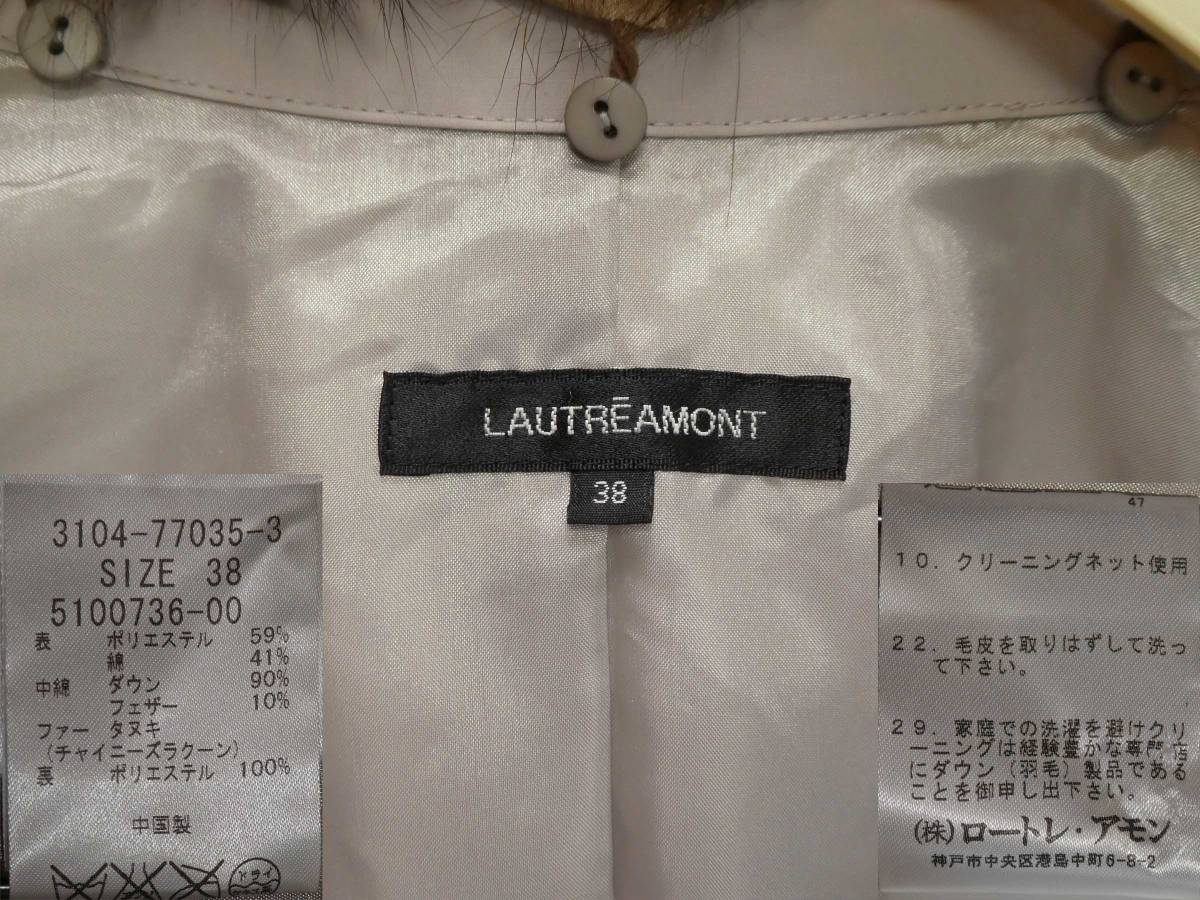 LAUTRĒAMONT
38
3104-77035-3
SIZE 38
5100736-00
表 ポリエステル 59%
綿 41%
中綿 ダウン 90%
フェザー 10%
ファー タヌキ
(チャイニーズラクーン)
裏 ポリエステル 100%
中国製
ドライ
47
10. クリーニングネット使用
22. 毛皮を取りはずして洗っ
て下さい。
29. 家庭での洗濯を避けクリ
ーニングは経験豊かな専門店
にダウン(羽毛)製品である
ことを御申し出下さい。
(株)ロートレ・アモン
神戸市中央区港島中町6-8-2